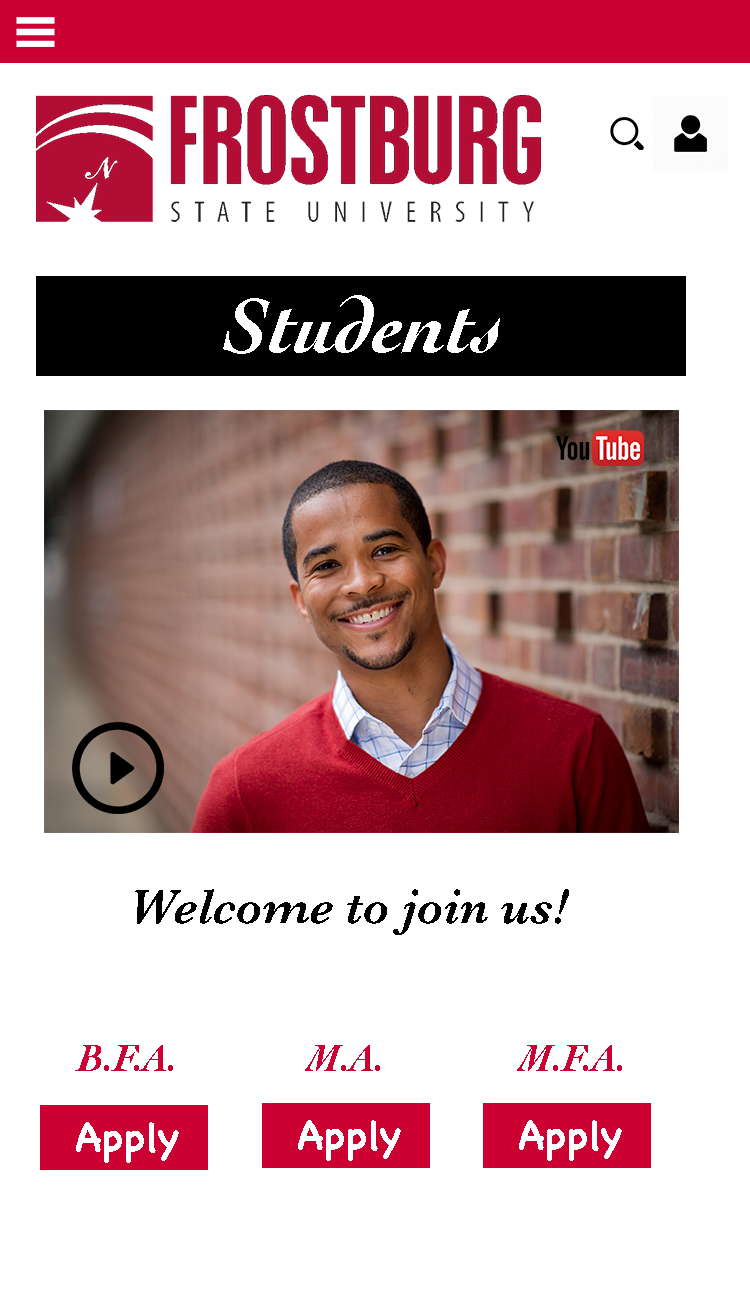 N
FROSTBURG
STATE UNIVERSITY
Students
YouTube
Welcome to join us!
B.F.A. M.A. M.F.A.
Apply Apply Apply